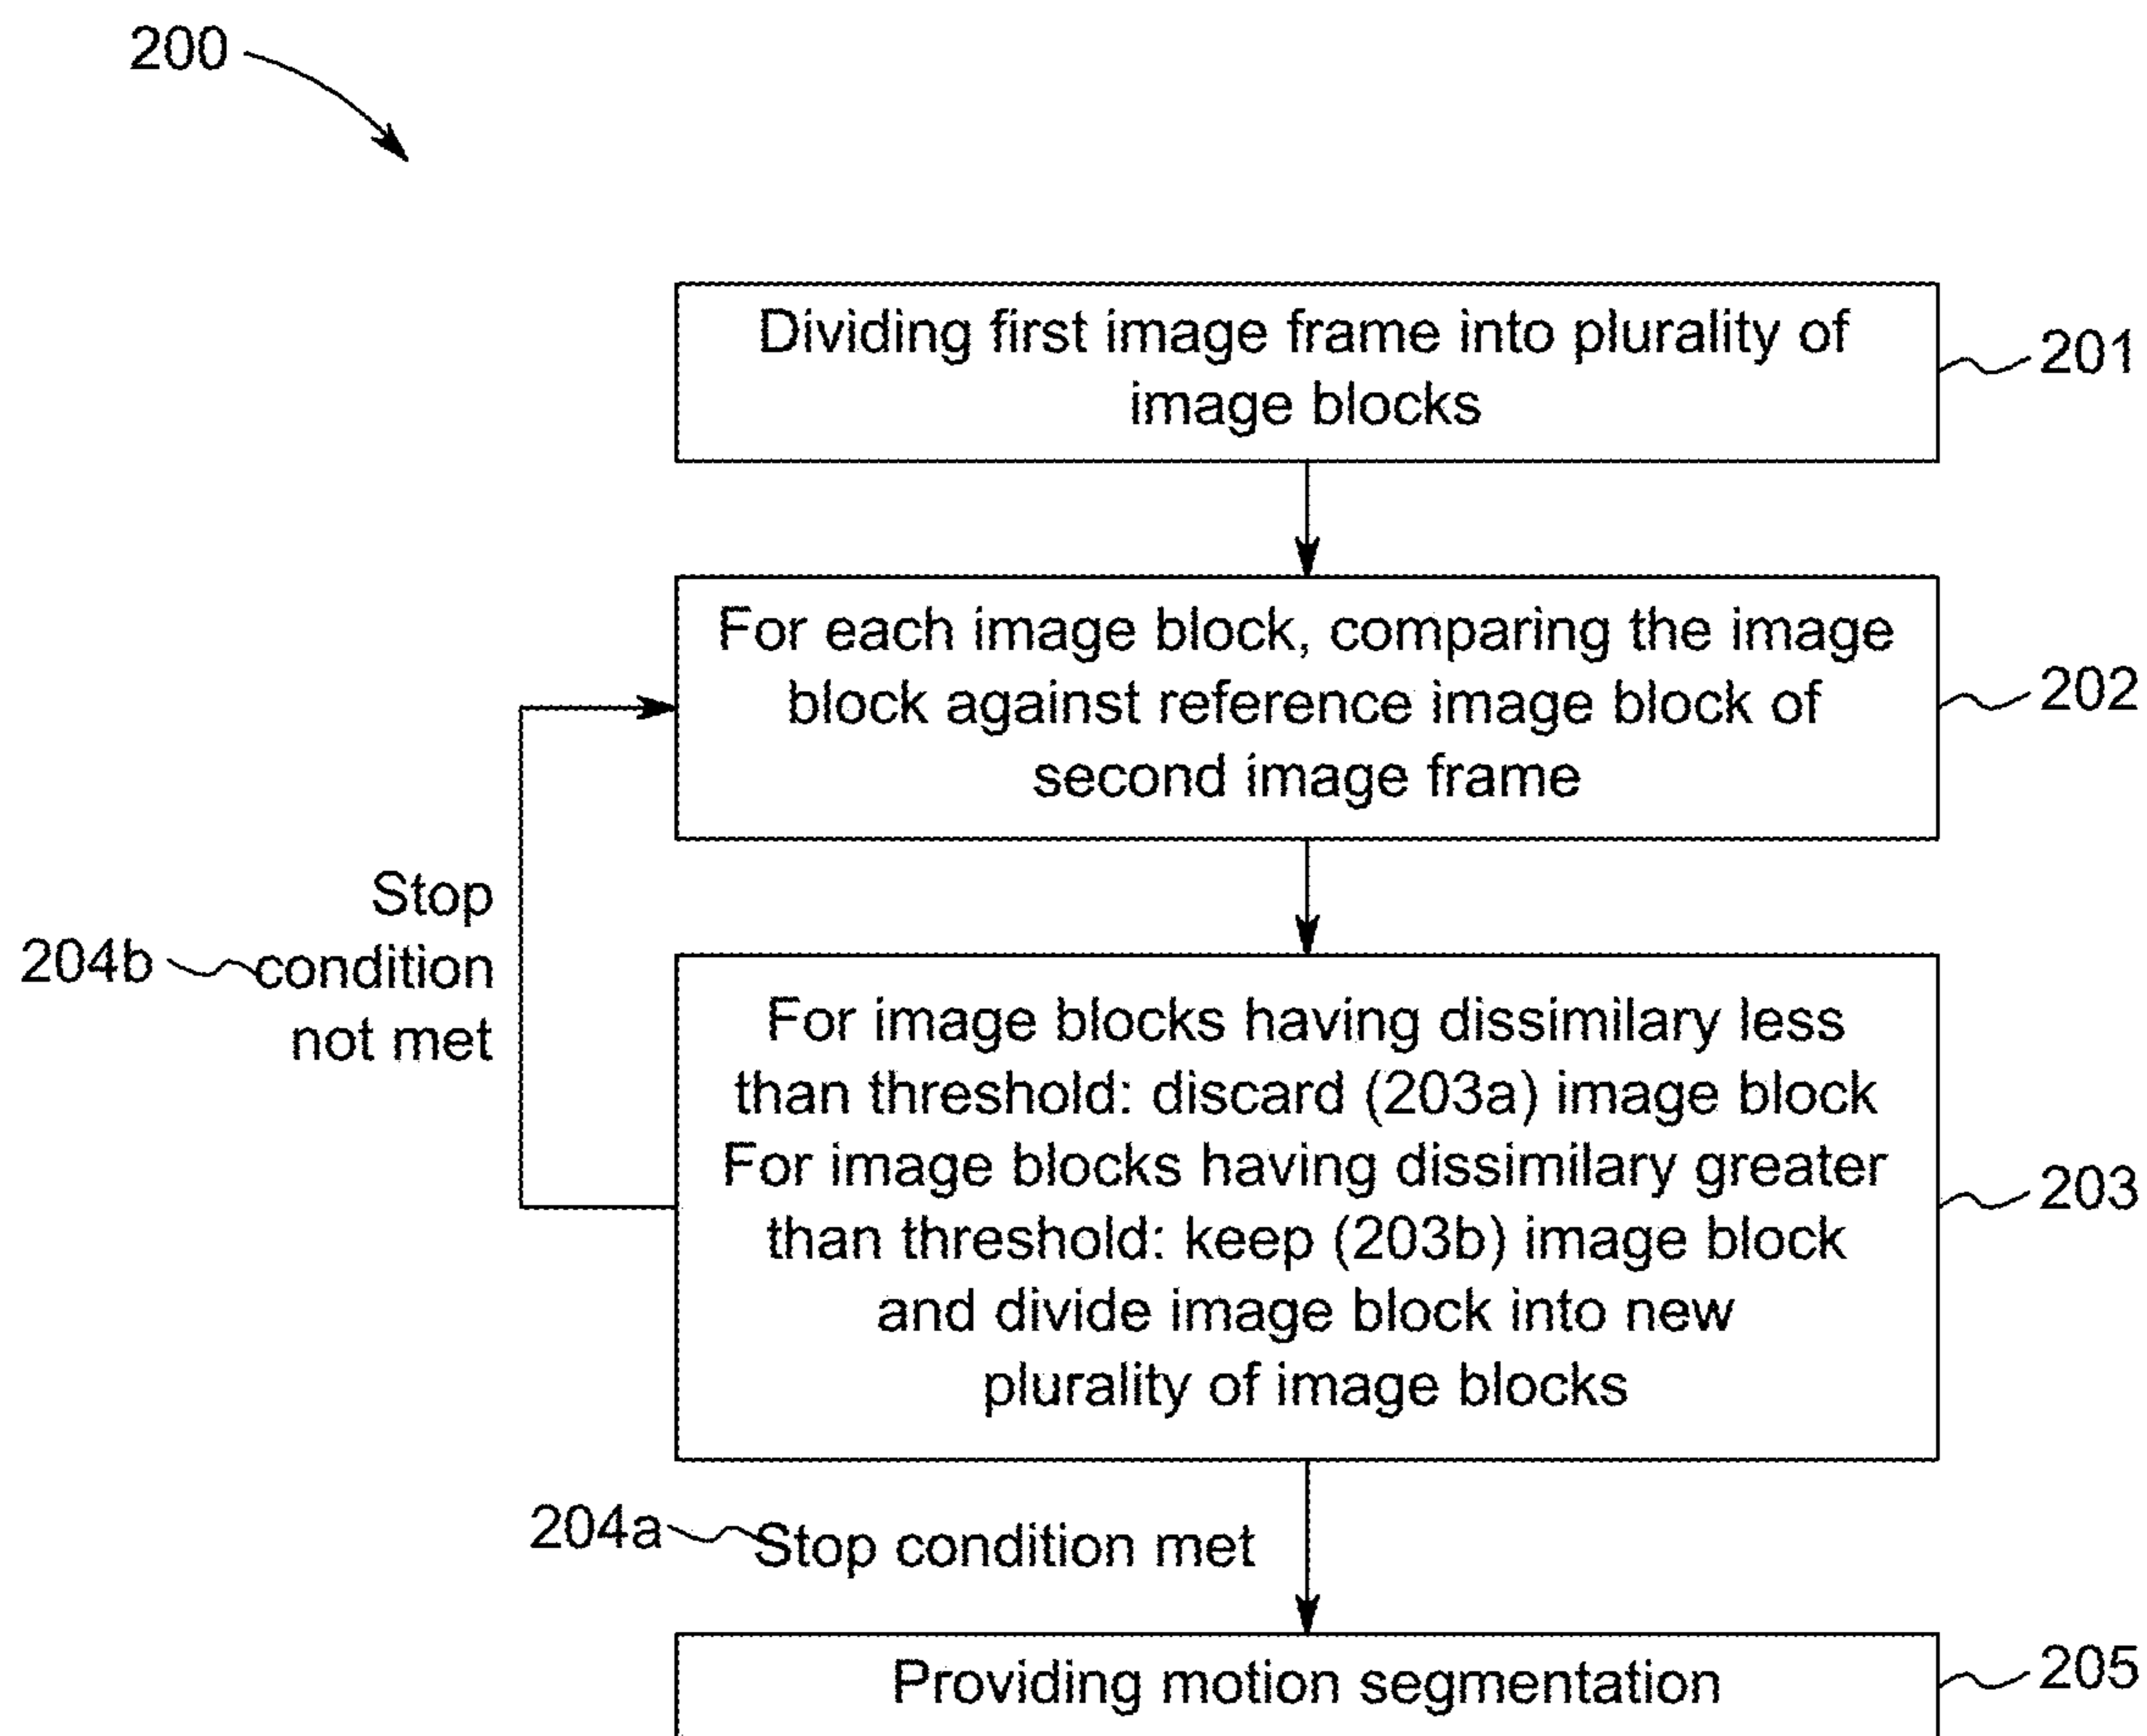 200
Dividing first image frame into plurality of
image blocks
201
For each image block, comparing the image
block against reference image block of
second image frame
202
Stop
condition
not met
204b
For image blocks having dissimilary less
than threshold: discard (203a) image block
For image blocks having dissimilary greater
than threshold: keep (203b) image block
and divide image block into new
plurality of image blocks
203
204a
Stop condition met
Providing motion segmentation
205